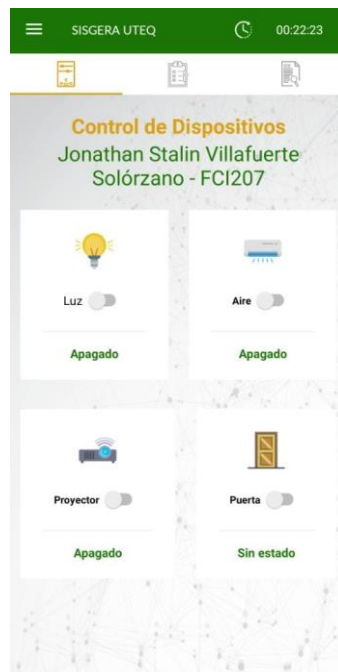 SISGERA UTEQ
00:22:23
Control de Dispositivos
Jonathan Stalin Villafuerte
Solórzano - FCI207
Luz
Aire
Apagado
Apagado
Proyector
Puerta
Apagado
Sin estado